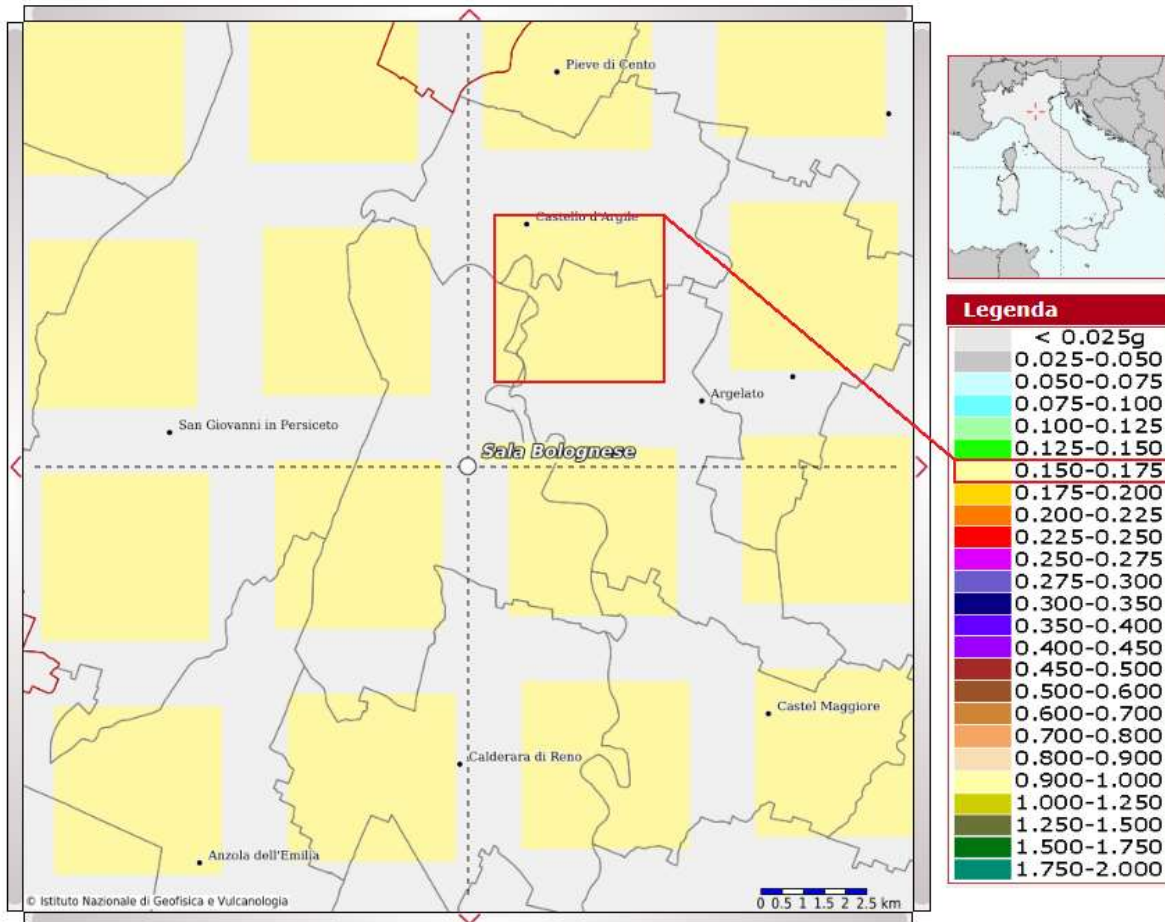 Pieve di Cento
Castello d'Argile
Argelato
San Giovanni in Persiceto
Sala Bolognese
Castel Maggiore
Calderara di Reno
Anzola dell'Emilia
© Istituto Nazionale di Geofisica e Vulcanologia
0 0.5 1 1.5 2 2.5 km
Legenda
< 0.025g
0.025-0.050
0.050-0.075
0.075-0.100
0.100-0.125
0.125-0.150
0.150-0.175
0.175-0.200
0.200-0.225
0.225-0.250
0.250-0.275
0.275-0.300
0.300-0.350
0.350-0.400
0.400-0.450
0.450-0.500
0.500-0.600
0.600-0.700
0.700-0.800
0.800-0.900
0.900-1.000
1.000-1.250
1.250-1.500
1.500-1.750
1.750-2.000